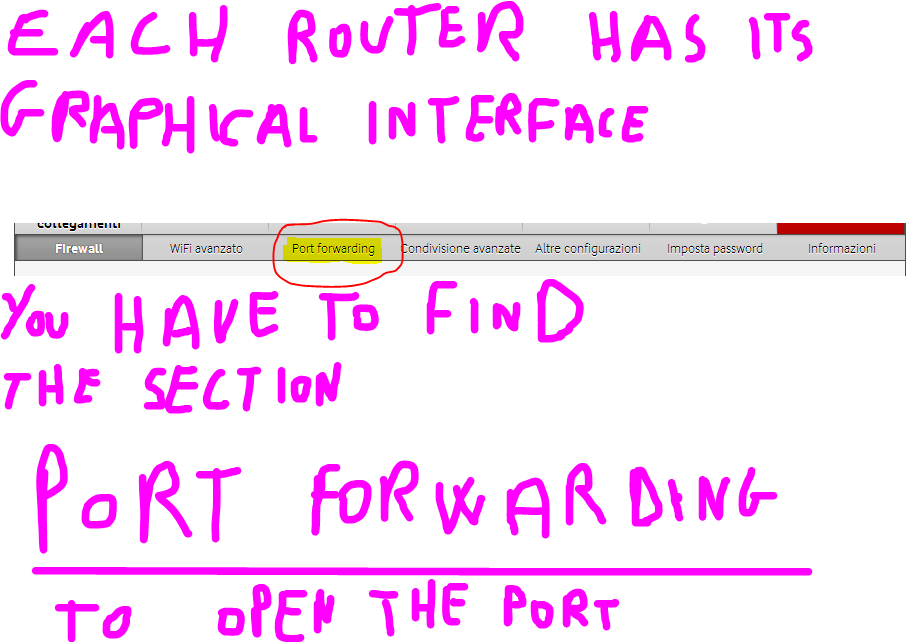 EACH ROUTER HAS ITS
GRAPHICAL INTERFACE
collegamenti
Firewall WiFi avanzato Port forwarding Condivisione avanzate Altre configurazioni Imposta password Informazioni
YOU HAVE TO FIND
THE SECTION
PORT FORWARDING
TO OPEN THE PORT